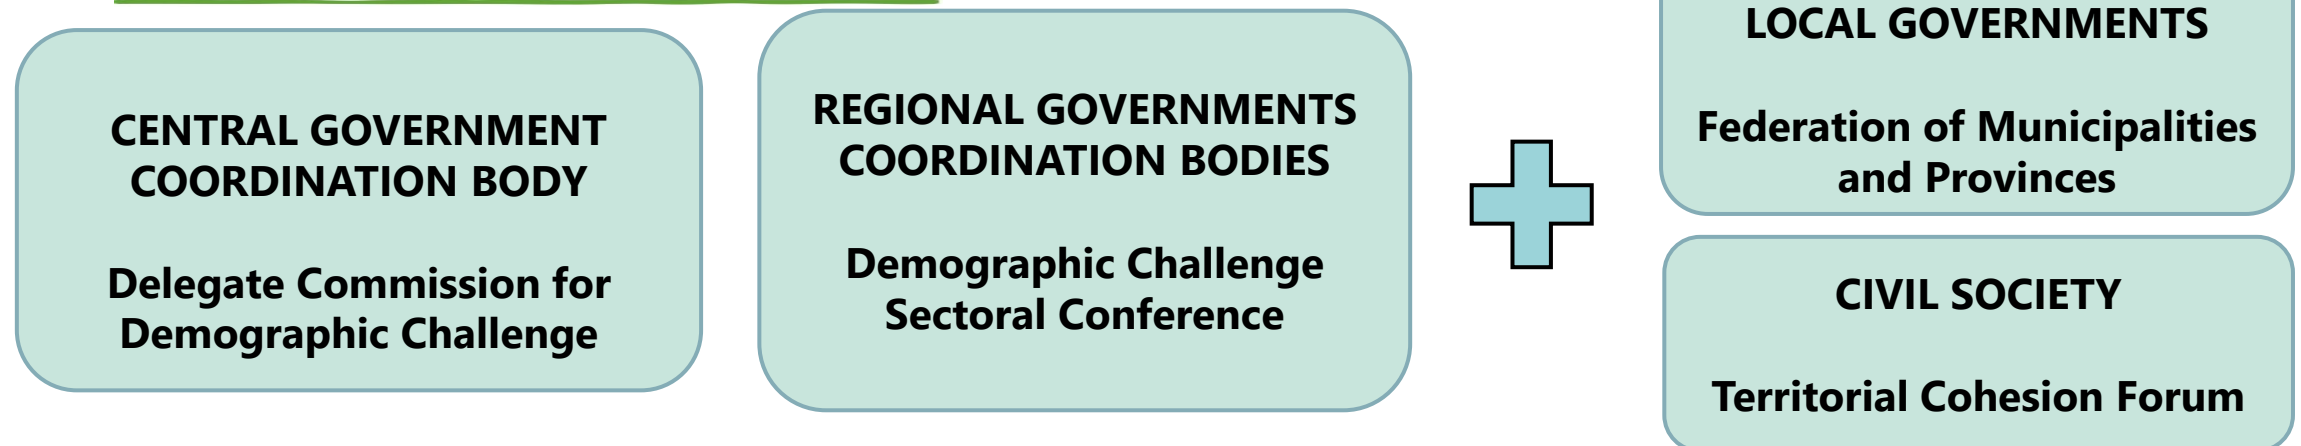 CENTRAL GOVERNMENT
COORDINATION BODY
Delegate Commission for
Demographic Challenge
REGIONAL GOVERNMENTS
COORDINATION BODIES
Demographic Challenge
Sectoral Conference
LOCAL GOVERNMENTS
Federation of Municipalities
and Provinces
CIVIL SOCIETY
Territorial Cohesion Forum